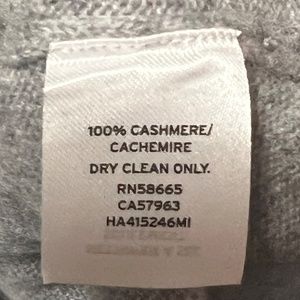 100% CASHMERE/
CACHEMIRE
DRY CLEAN ONLY.
RN58665
CA57963
HA415246MI